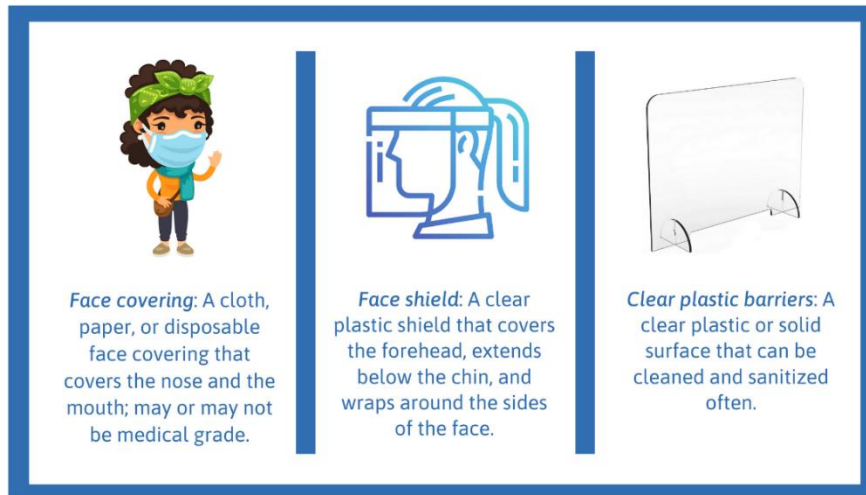 Face covering: A cloth,
paper, or disposable
face covering that
covers the nose and the
mouth; may or may not
be medical grade.
Face shield: A clear
plastic shield that covers
the forehead, extends
below the chin, and
wraps around the sides
of the face.
Clear plastic barriers: A
clear plastic or solid
surface that can be
cleaned and sanitized
often.